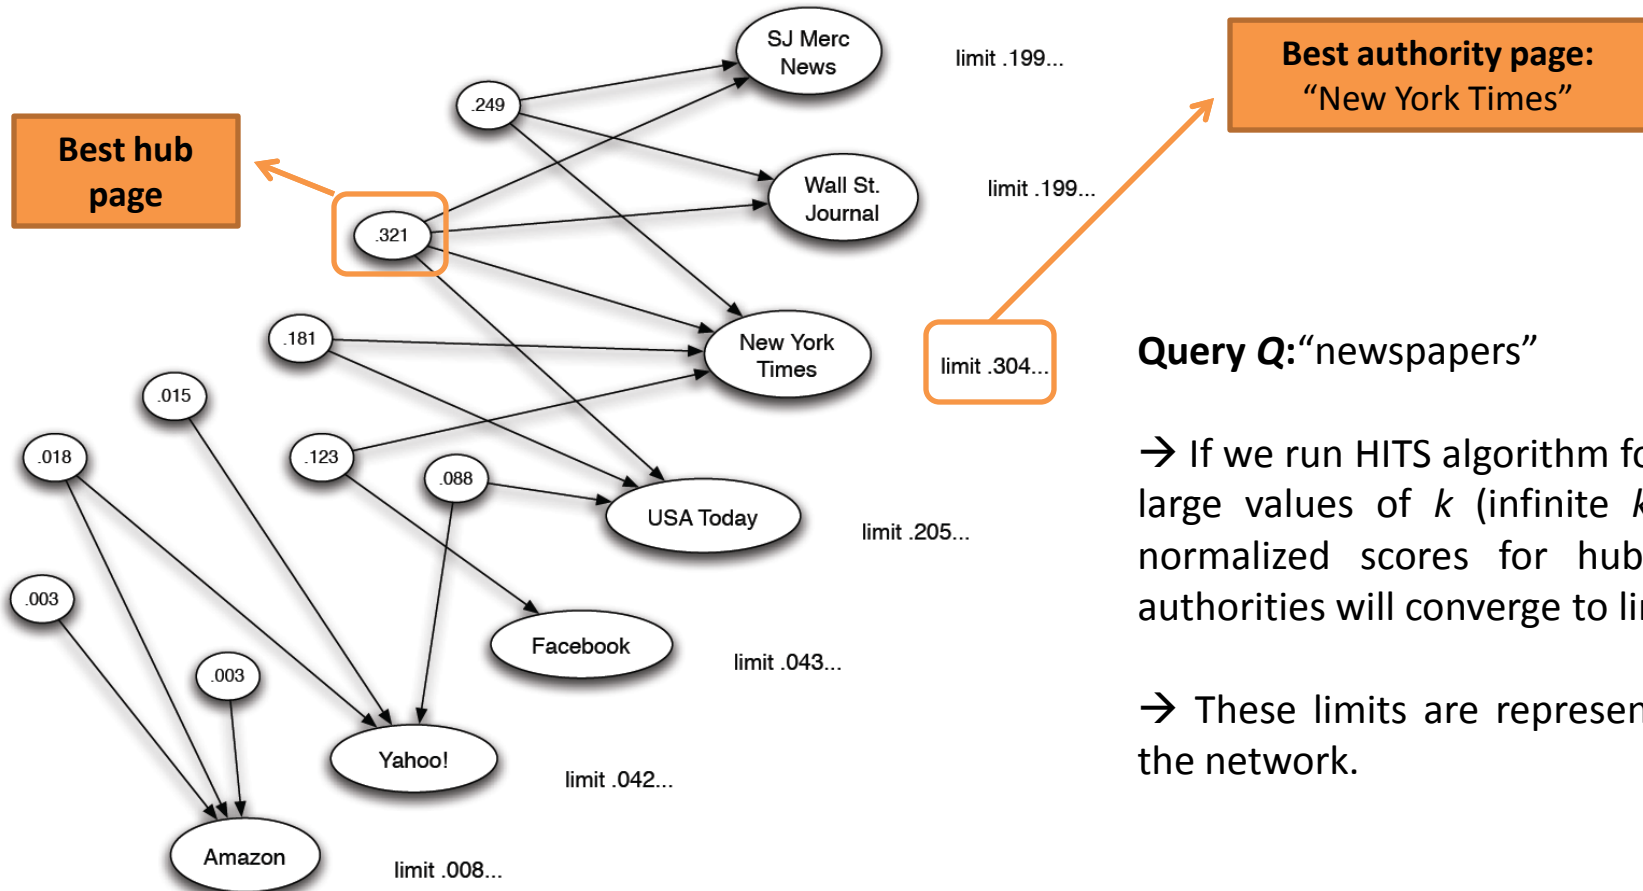 SJ Merc
News
limit .199...
Best authority page:
“New York Times”
.249
Best hub
page
Wall St.
Journal
limit .199...
.321
.181
New York
Times
limit .304...
Query Q:“newspapers”
.015
→ If we run HITS algorithm fo
large values of k (infinite k
normalized scores for hub
authorities will converge to li
.018
.123
.088
USA Today
limit .205...
.003
Facebook
limit .043...
.003
→ These limits are represen
the network.
Yahoo!
limit .042...
Amazon
limit .008...